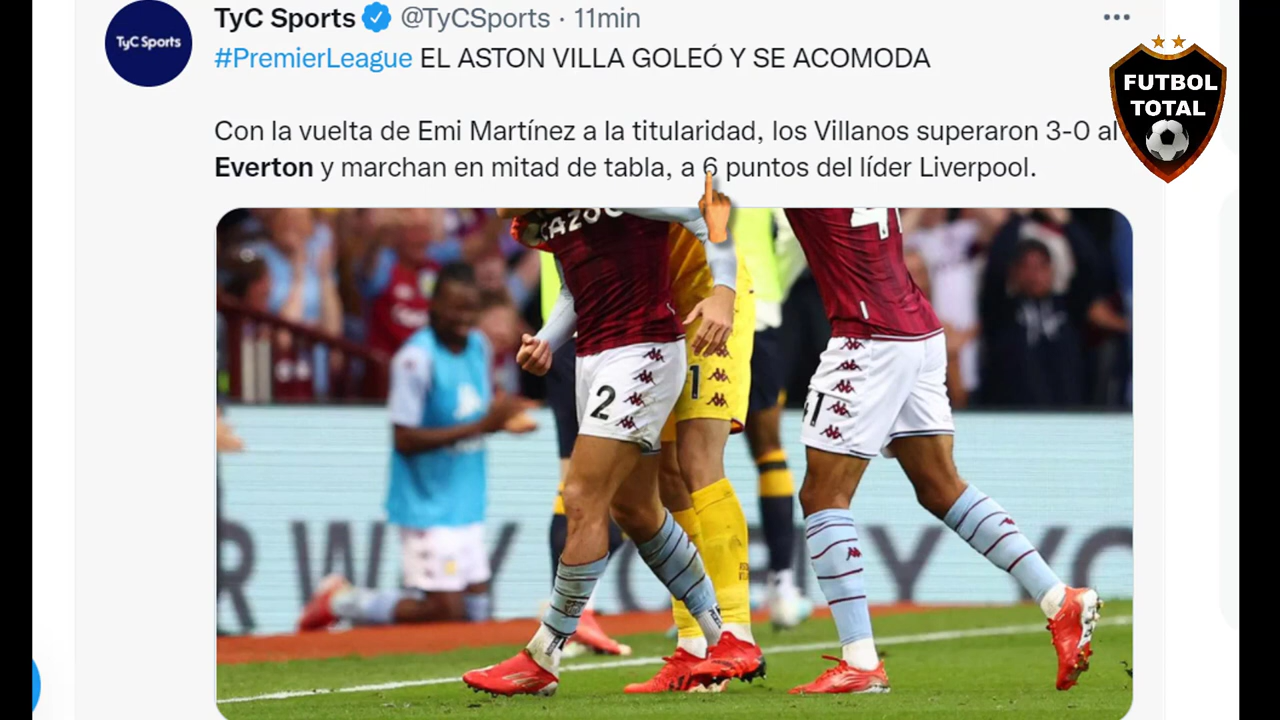 TyC Sports @TyCSports · 11min
TyC Sports
#PremierLeague EL ASTON VILLA GOLEÓ Y SE ACOMODA
FUTBOL
TOTAL
Con la vuelta de Emi Martínez a la titularidad, los Villanos superaron 3-0 al
Everton y marchan en mitad de tabla, a 6 puntos del líder Liverpool.
CAZOO
41
2
1
41